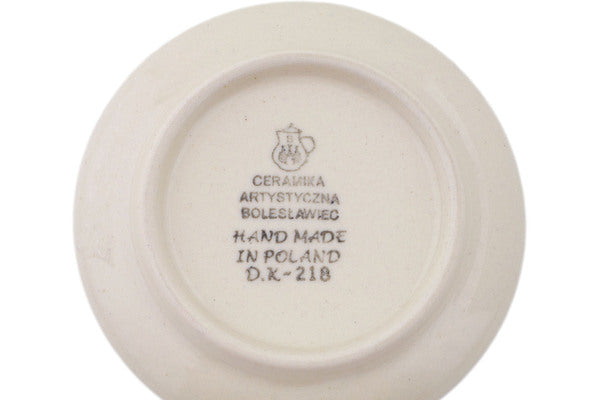 CERAMIKA
ARTYSTYCZNA
BOLESŁAWIEC
HAND MADE
IN POLAND
D.K-218